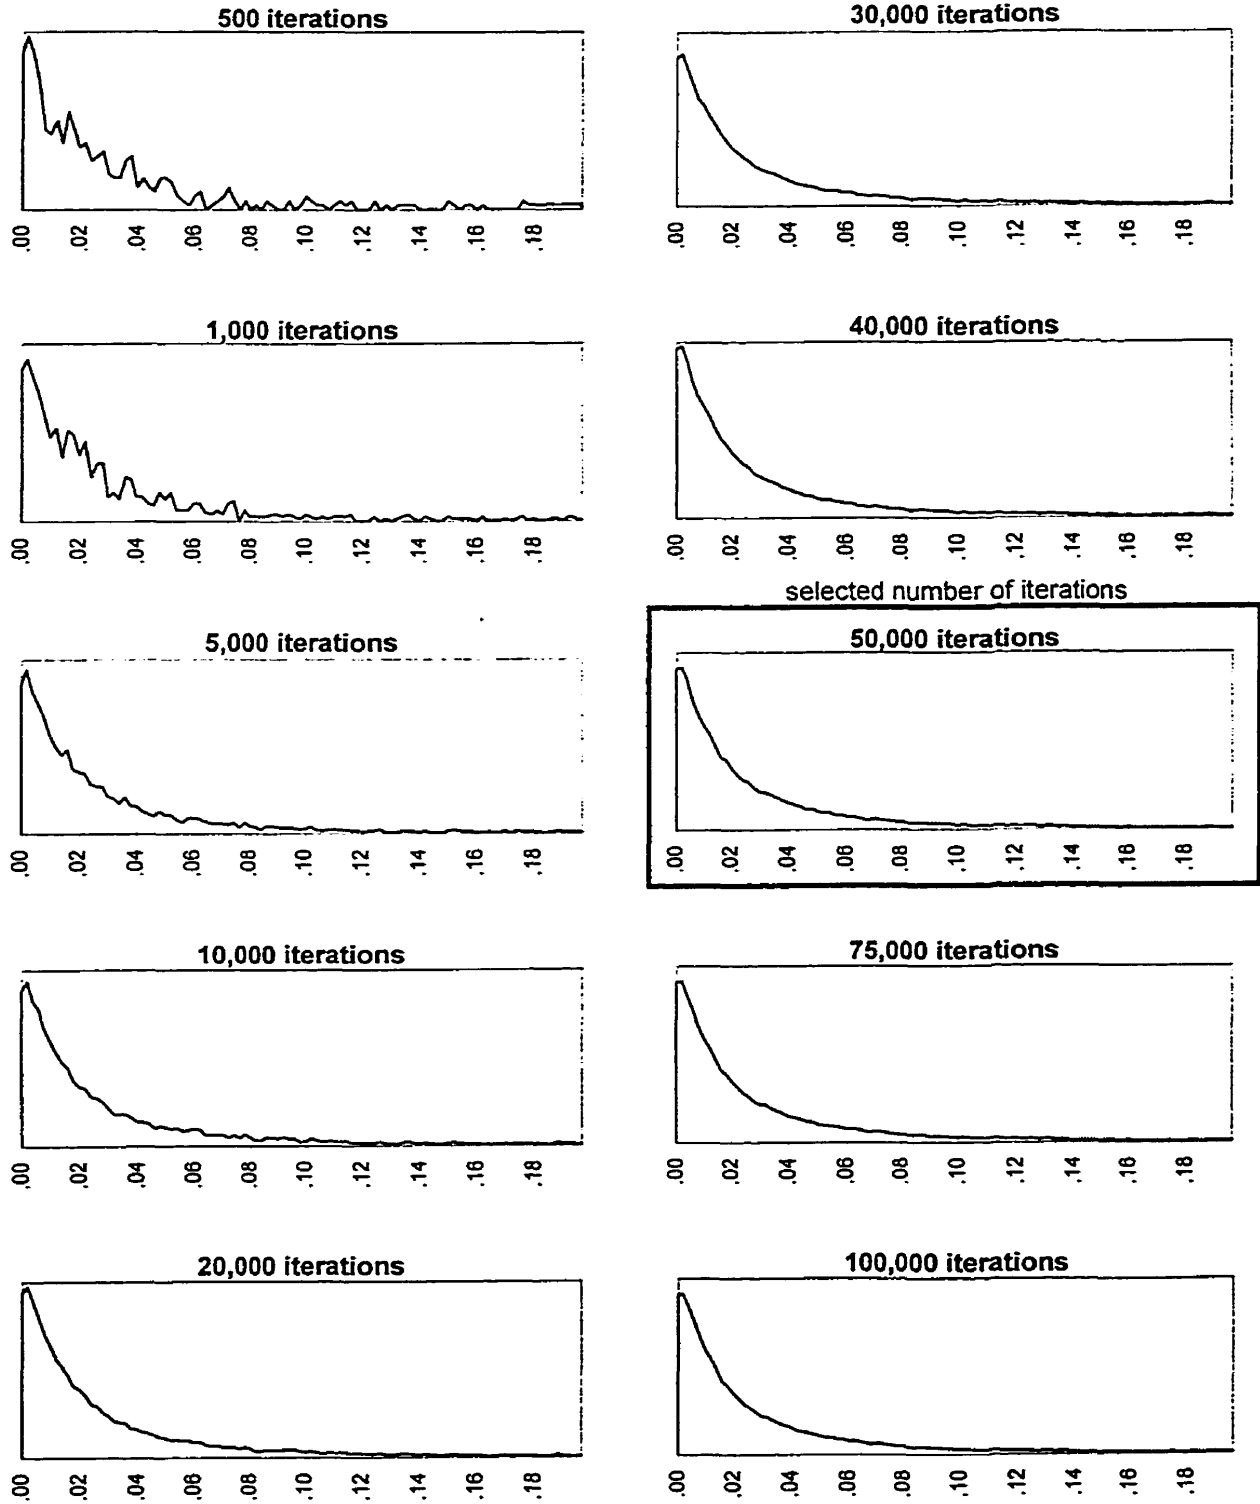 500 iterations
.00 .02 .04 .06 .08 .10 .12 .14 .16 .18
1,000 iterations
.00 .02 .04 .06 .08 .10 .12 .14 .16 .18
5,000 iterations
.00 .02 .04 .06 .08 .10 .12 .14 .16 .18
10,000 iterations
.00 .02 .04 .06 .08 .10 .12 .14 .16 .18
20,000 iterations
.00 .02 .04 .06 .08 .10 .12 .14 .16 .18
30,000 iterations
.00 .02 .04 .06 .08 .10 .12 .14 .16 .18
40,000 iterations
.00 .02 .04 .06 .08 .10 .12 .14 .16 .18
selected number of iterations
50,000 iterations
.00 .02 .04 .06 .08 .10 .12 .14 .16 .18
75,000 iterations
.00 .02 .04 .06 .08 .10 .12 .14 .16 .18
100,000 iterations
.00 .02 .04 .06 .08 .10 .12 .14 .16 .18